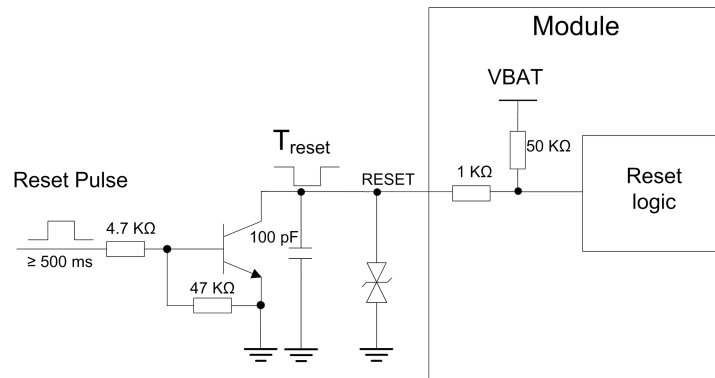 Module
VBAT
T reset
50 KΩ
RESET
1 KΩ
Reset logic
Reset Pulse
4.7 KΩ
100 pF
≥ 500 ms
47 KΩ